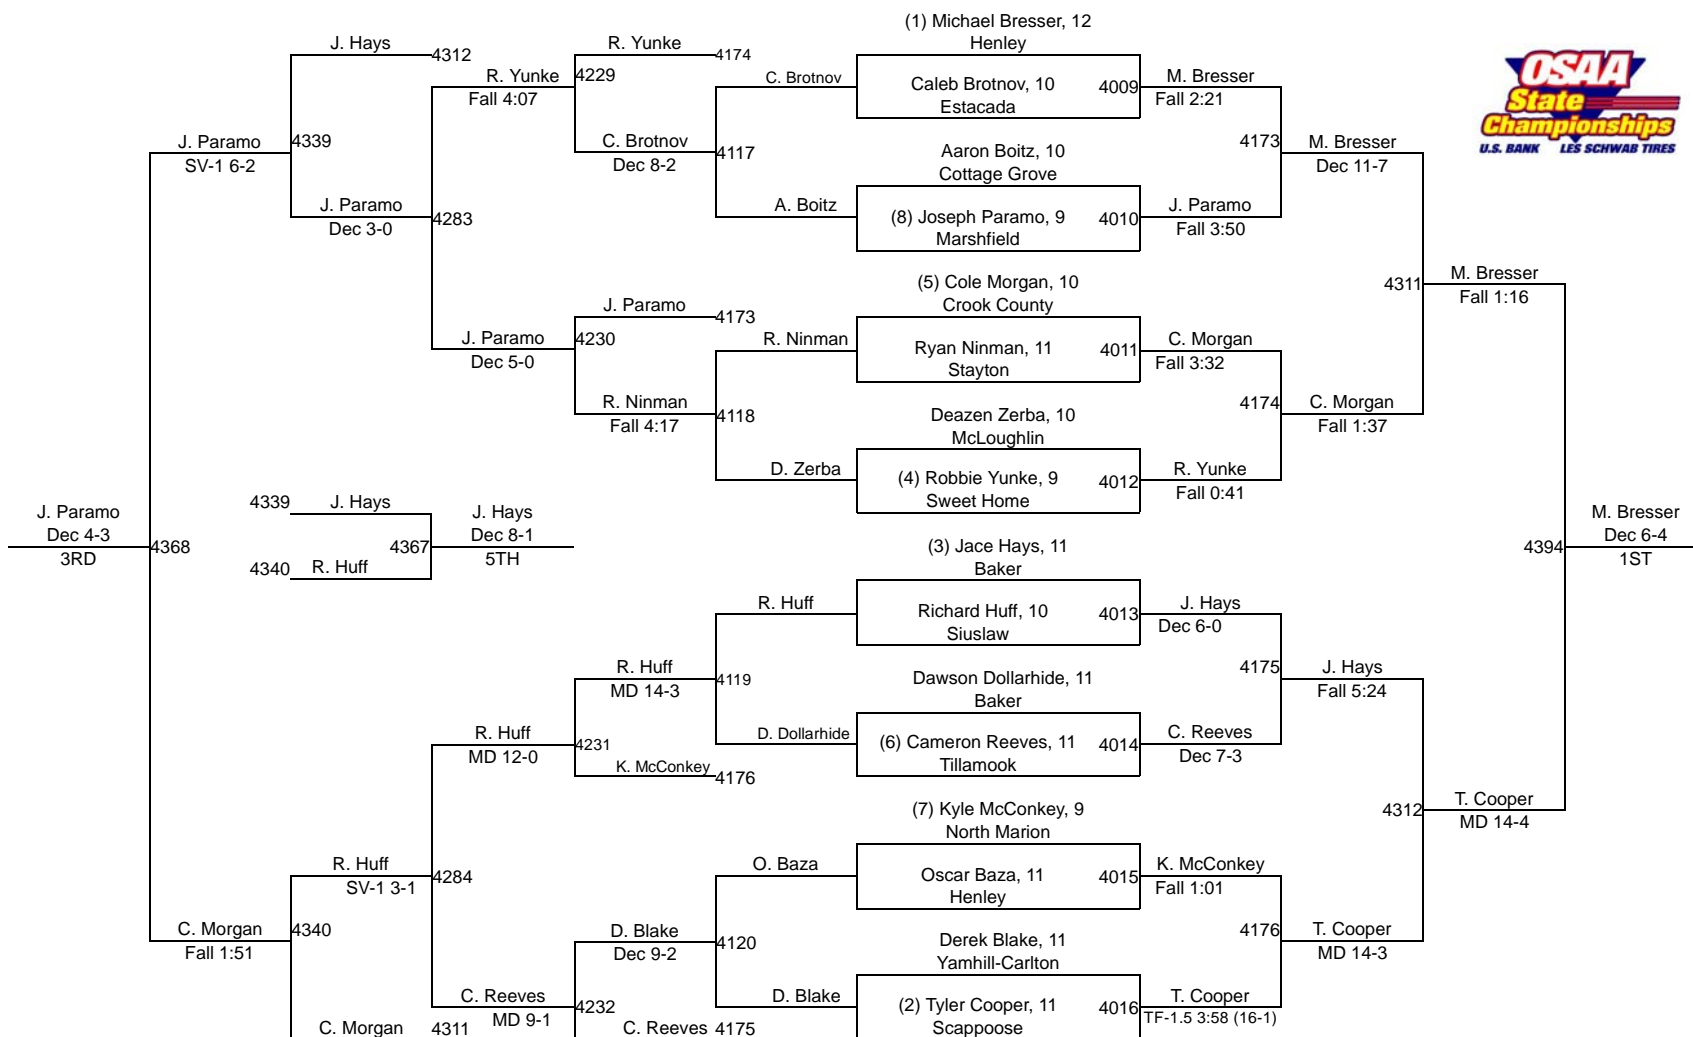 (1) Michael Bresser, 12
Henley
J. Hays
4312
R. Yunke
4174
R. Yunke
4229
Fall 4:07
C. Brotnov
Caleb Brotnov, 10
Estacada
4009
M. Bresser
Fall 2:21
OSAA
State
Championships
U.S. BANK LES SCHWAB TIRES
J. Paramo
SV-1 6-2
4339
C. Brotnov
Dec 8-2
4117
Aaron Boitz, 10
Cottage Grove
4173
M. Bresser
Dec 11-7
J. Paramo
Dec 3-0
4283
A. Boitz
(8) Joseph Paramo, 9
Marshfield
4010
J. Paramo
Fall 3:50
(5) Cole Morgan, 10
Crook County
4311
M. Bresser
Fall 1:16
J. Paramo
4173
J. Paramo
Dec 5-0
4230
R. Ninman
Ryan Ninman, 11
Stayton
4011
C. Morgan
Fall 3:32
R. Ninman
Fall 4:17
4118
Deazen Zerba, 10
McLoughlin
4174
C. Morgan
Fall 1:37
D. Zerba
(4) Robbie Yunke, 9
Sweet Home
4012
R. Yunke
Fall 0:41
J. Paramo
Dec 4-3
3RD
4368
4339
J. Hays
4340
R. Huff
4367
J. Hays
Dec 8-1
5TH
4394
M. Bresser
Dec 6-4
1ST
(3) Jace Hays, 11
Baker
R. Huff
Richard Huff, 10
Siuslaw
4013
J. Hays
Dec 6-0
R. Huff
MD 14-3
4119
Dawson Dollarhide, 11
Baker
4175
J. Hays
Fall 5:24
R. Huff
MD 12-0
4231
K. McConkey
4176
D. Dollarhide
(6) Cameron Reeves, 11
Tillamook
4014
C. Reeves
Dec 7-3
(7) Kyle McConkey, 9
North Marion
4312
T. Cooper
MD 14-4
R. Huff
SV-1 3-1
4284
O. Baza
Oscar Baza, 11
Henley
4015
K. McConkey
Fall 1:01
C. Morgan
Fall 1:51
4340
D. Blake
Dec 9-2
4120
Derek Blake, 11
Yamhill-Carlton
4176
T. Cooper
MD 14-3
C. Reeves
MD 9-1
4232
D. Blake
(2) Tyler Cooper, 11
Scappoose
4016
T. Cooper
TF-1.5 3:58 (16-1)
C. Morgan
4311
C. Reeves
4175